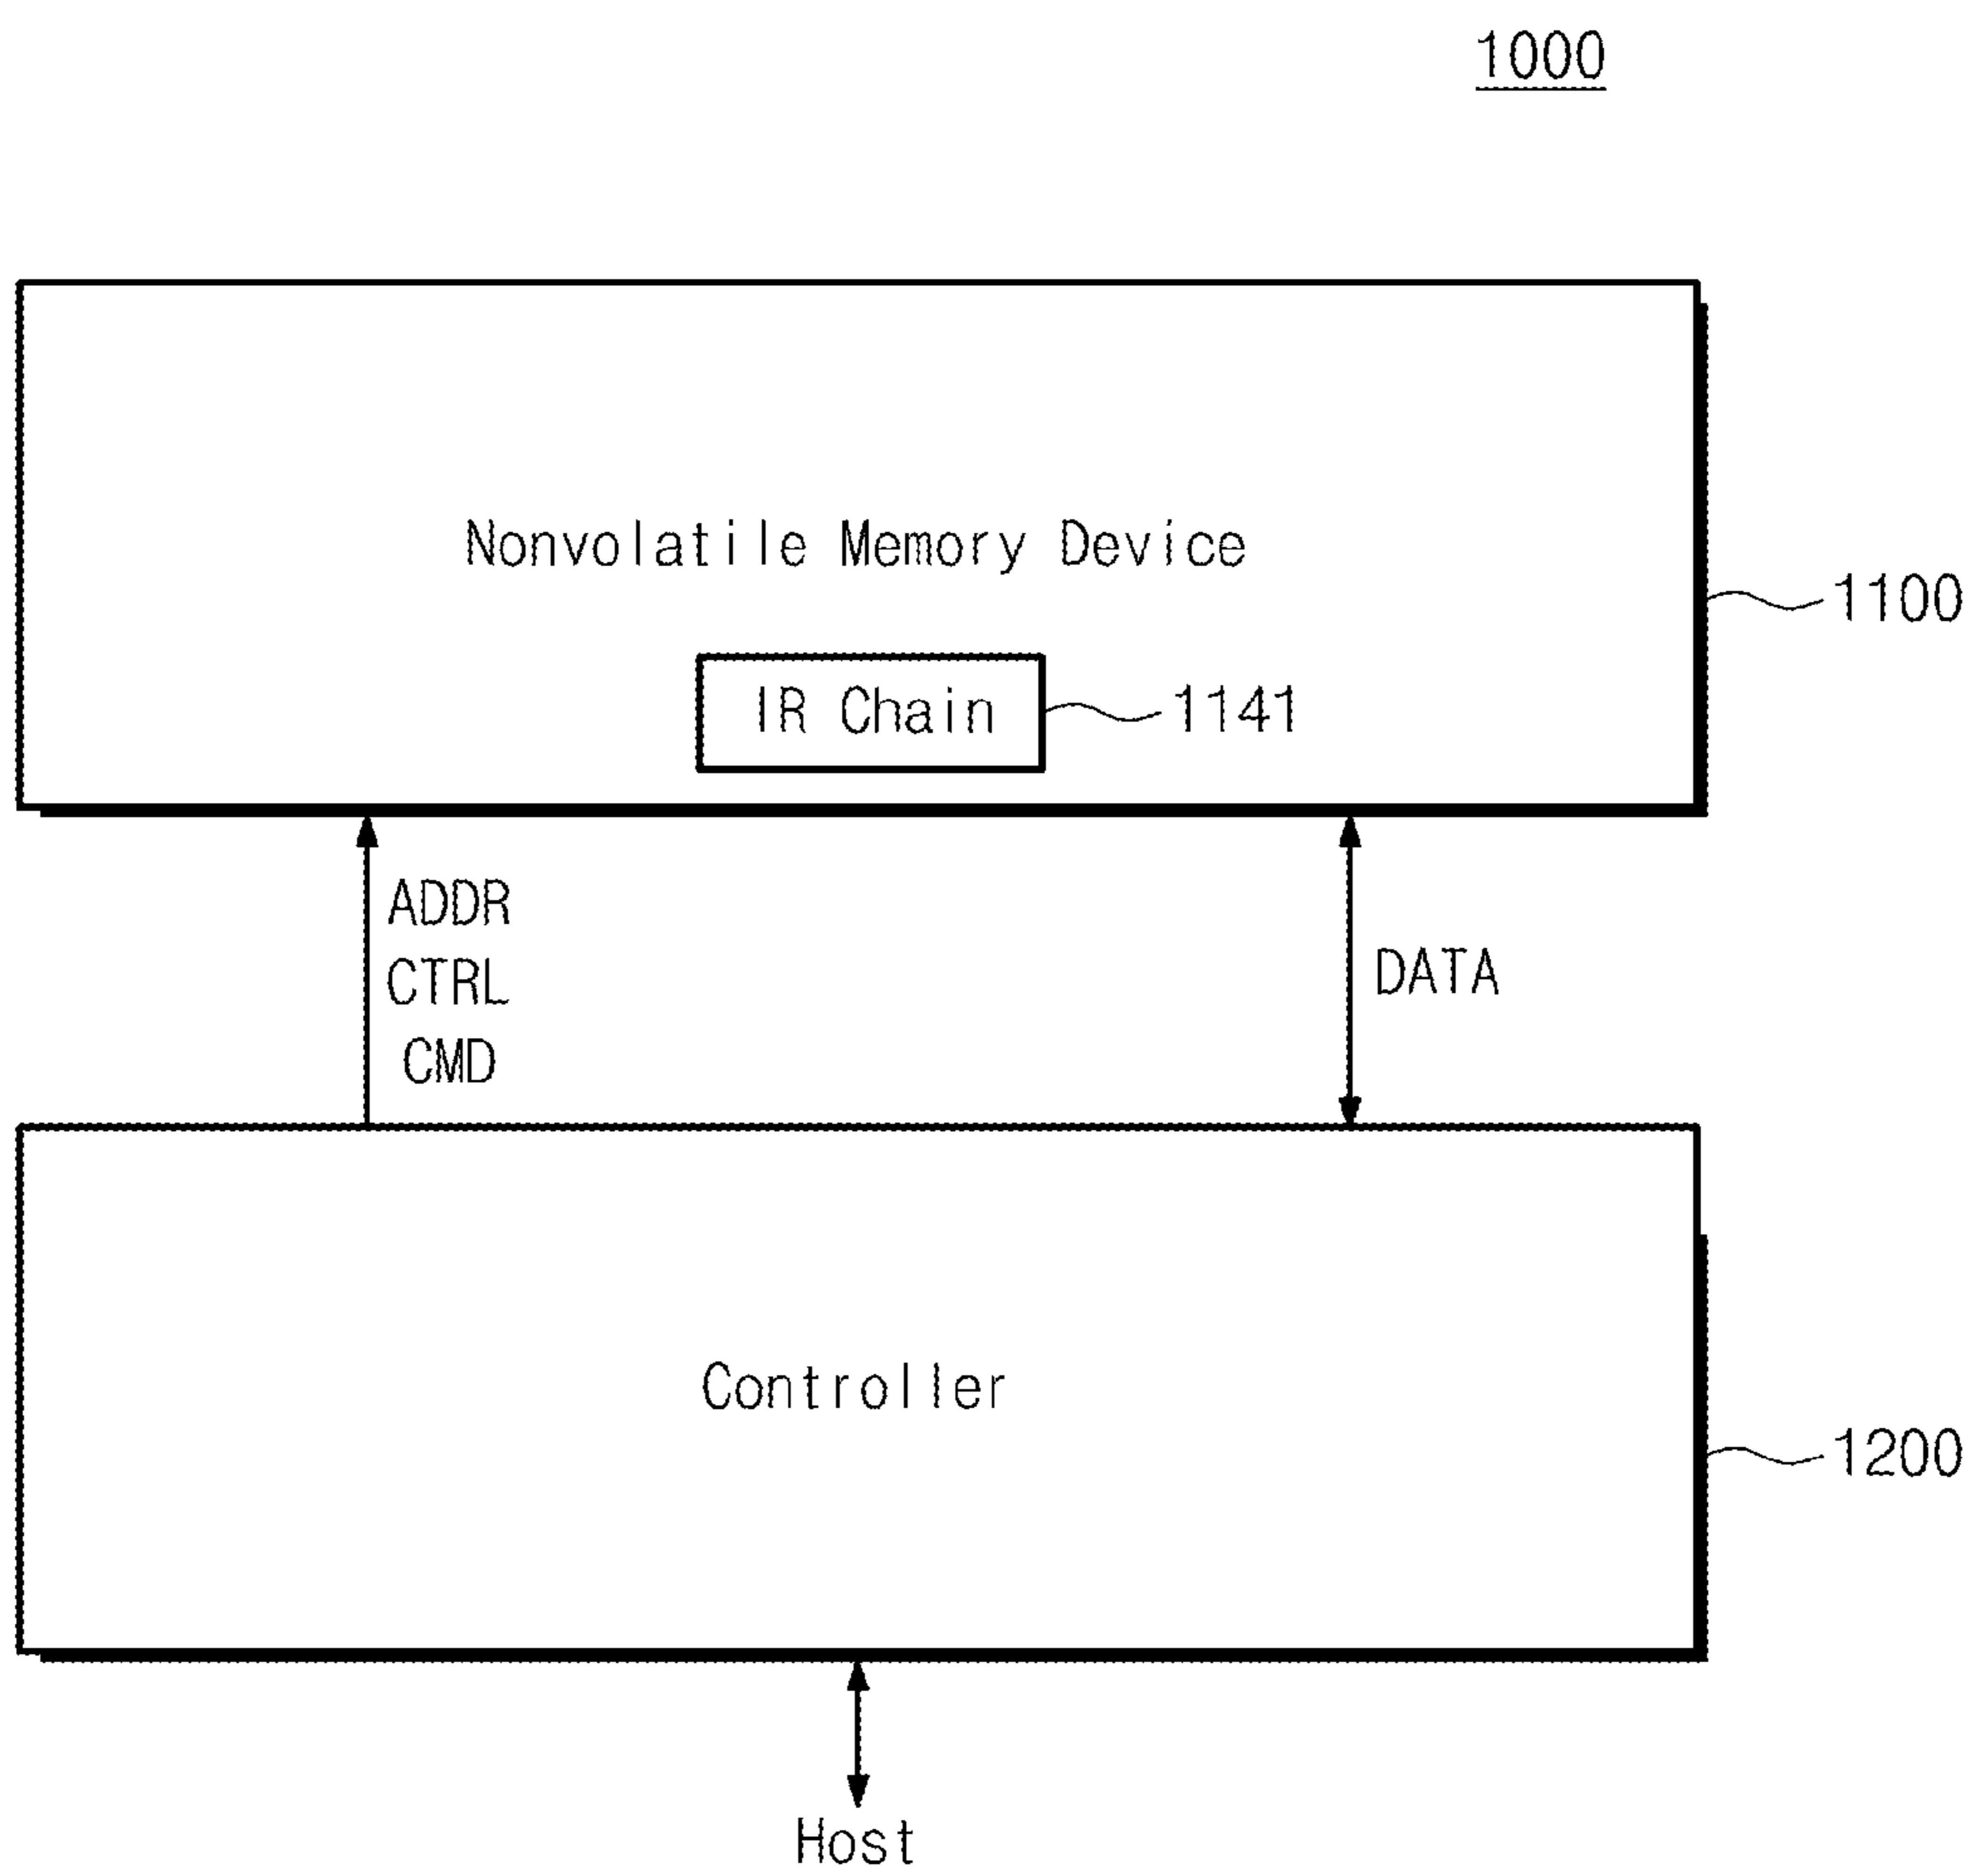 1000
Nonvolatile Memory Device
1100
IR Chain
1141
ADDR
CTRL
CMD
DATA
Controller
1200
Host